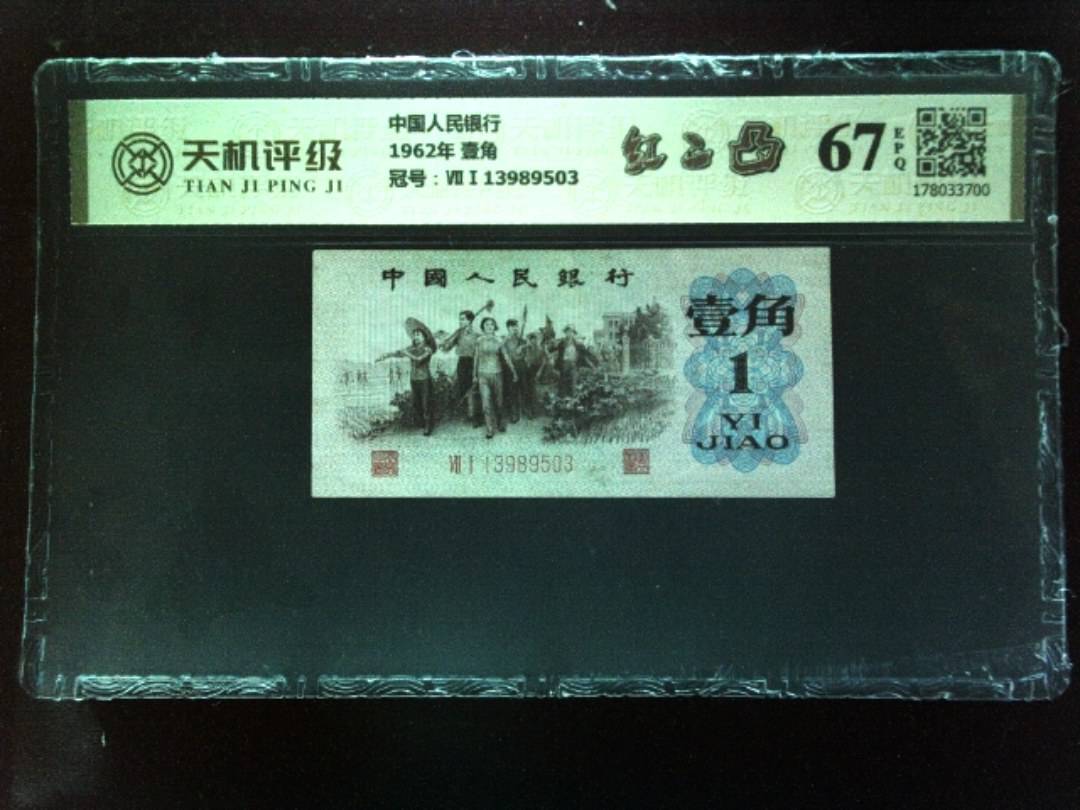 天机评级
TIAN JI PING JI
中国人民银行
1962年 壹角
冠号：Ⅶ Ⅰ 13989503
红二凸
67
EPQ
178033700
中國人民銀行
壹角
1
YI
JIAO
Ⅶ Ⅰ 13989503